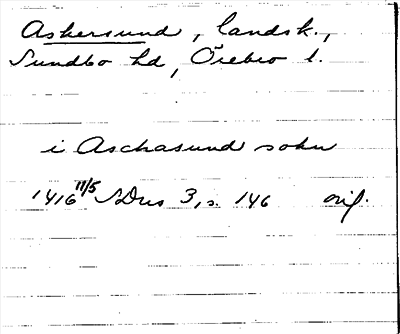 Askersund, landsk.,
Sundbo hd, Örebro l.
i Aschasund sokn
1416 11/5 SDns 3, s. 146 orig.